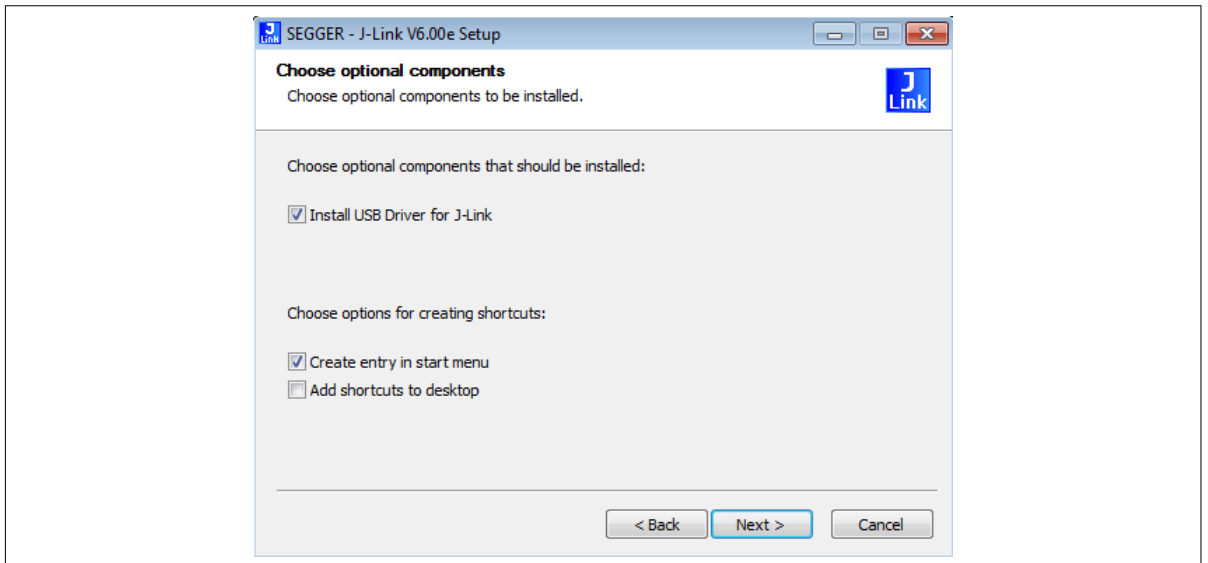 J
Link
SEGGER - J-Link V6.00e Setup
Choose optional components
Choose optional components to be installed.
J
Link
Choose optional components that should be installed:
Install USB Driver for J-Link
Choose options for creating shortcuts:
Create entry in start menu
Add shortcuts to desktop
< Back
Next >
Cancel